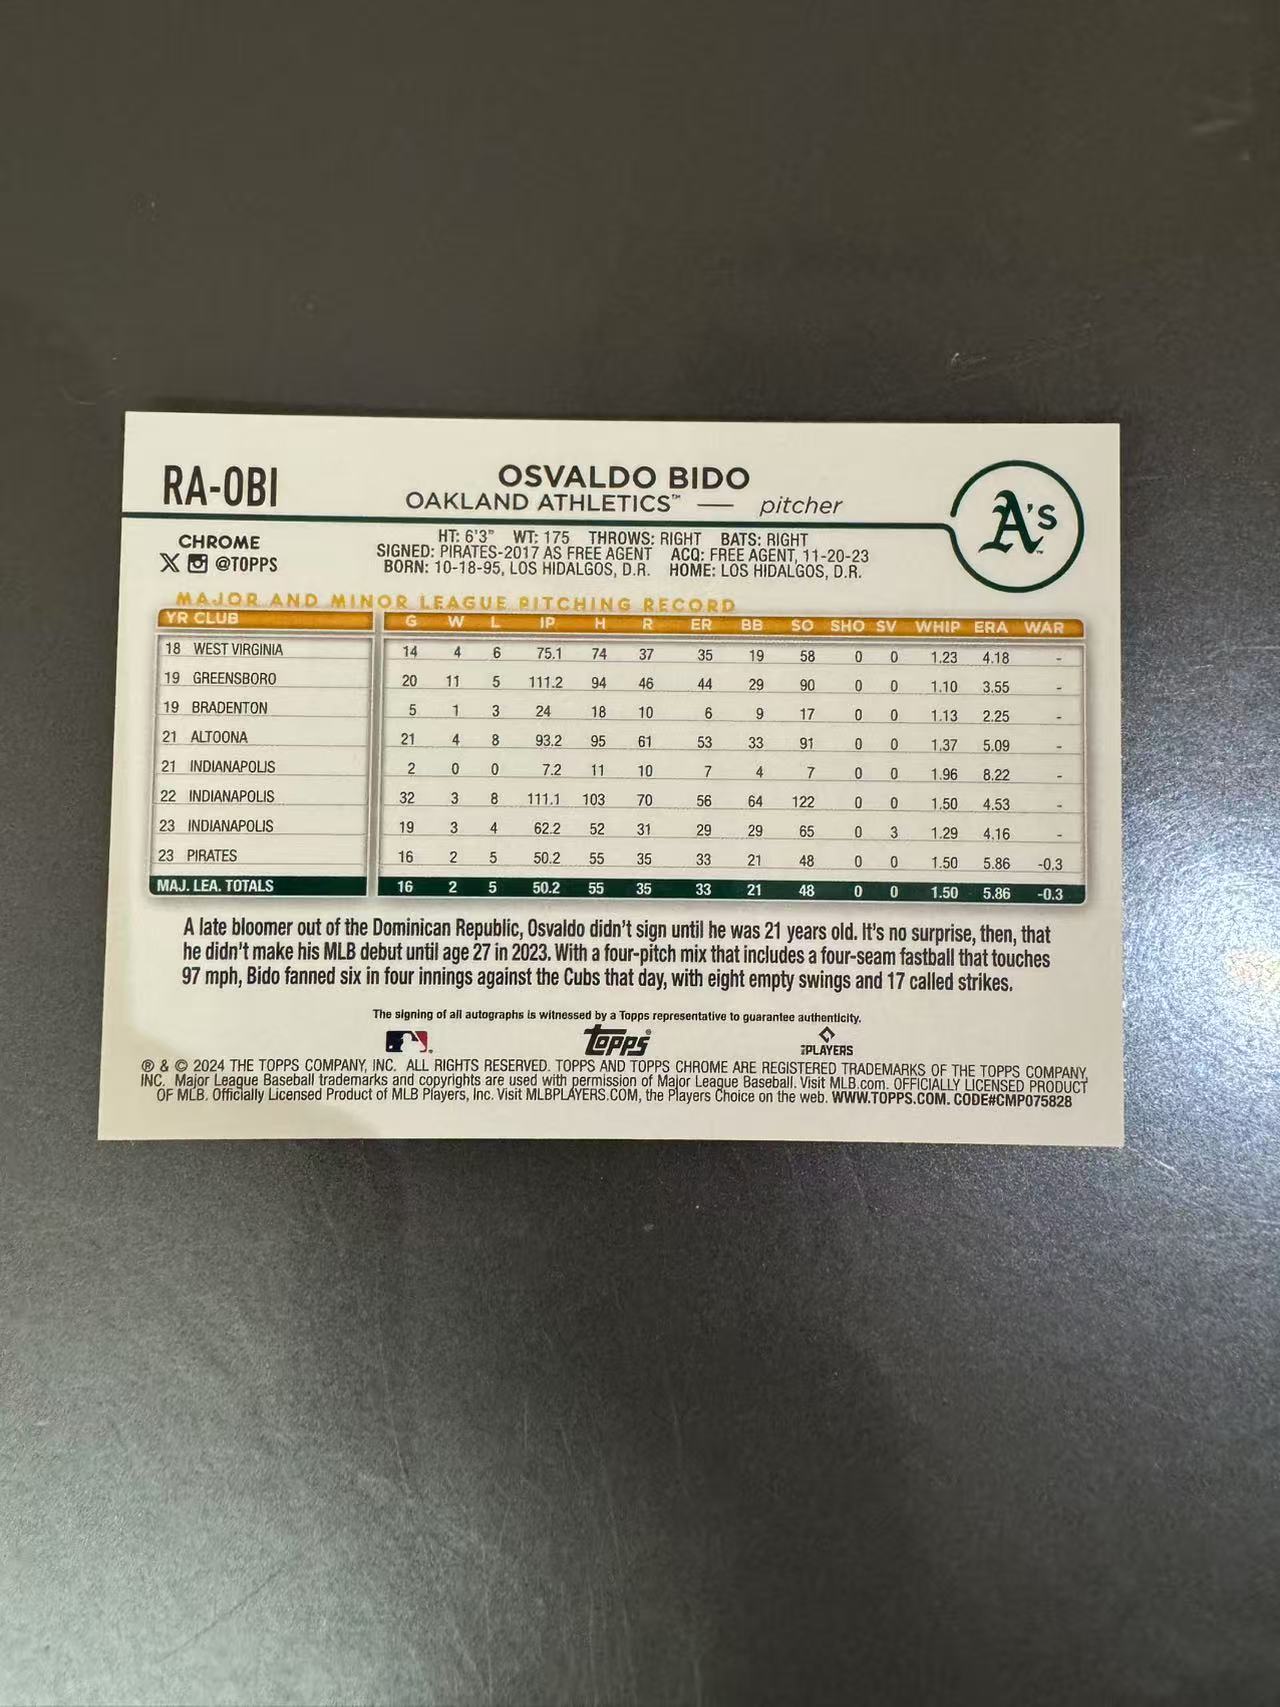 RA-OBI
OSVALDO BIDO
OAKLAND ATHLETICS™ — pitcher
A's
CHROME
@TOPPS
HT: 6'3" WT: 175 THROWS: RIGHT BATS: RIGHT
SIGNED: PIRATES-2017 AS FREE AGENT ACQ: FREE AGENT, 11-20-23
BORN: 10-18-95, LOS HIDALGOS, D.R. HOME: LOS HIDALGOS, D.R.
MAJOR AND MINOR LEAGUE PITCHING RECORD
YR CLUB G W L IP H R ER BB SO SHO SV WHIP ERA WAR
18 WEST VIRGINIA 14 4 6 75.1 74 37 35 19 58 0 0 1.23 4.18 -
19 GREENSBORO 20 11 5 111.2 94 46 44 29 90 0 0 1.10 3.55 -
19 BRADENTON 5 1 3 24 18 10 6 9 17 0 0 1.13 2.25 -
21 ALTOONA 21 4 8 93.2 95 61 53 33 91 0 0 1.37 5.09 -
21 INDIANAPOLIS 2 0 0 7.2 11 10 7 4 7 0 0 1.96 8.22 -
22 INDIANAPOLIS 32 3 8 111.1 103 70 56 64 122 0 0 1.50 4.53 -
23 INDIANAPOLIS 19 3 4 62.2 52 31 29 29 65 0 3 1.29 4.16 -
23 PIRATES 16 2 5 50.2 55 35 33 21 48 0 0 1.50 5.86 -0.3
MAJ. LEA. TOTALS 16 2 5 50.2 55 35 33 21 48 0 0 1.50 5.86 -0.3
A late bloomer out of the Dominican Republic, Osvaldo didn't sign until he was 21 years old. It's no surprise, then, that
he didn't make his MLB debut until age 27 in 2023. With a four-pitch mix that includes a four-seam fastball that touches
97 mph, Bido fanned six in four innings against the Cubs that day, with eight empty swings and 17 called strikes.
The signing of all autographs is witnessed by a Topps representative to guarantee authenticity.
Topps®
PLAYERS
® & © 2024 THE TOPPS COMPANY, INC. ALL RIGHTS RESERVED. TOPPS AND TOPPS CHROME ARE REGISTERED TRADEMARKS OF THE TOPPS COMPANY,
INC. Major League Baseball trademarks and copyrights are used with permission of Major League Baseball. Visit MLB.com. OFFICIALLY LICENSED PRODUCT
OF MLB. Officially Licensed Product of MLB Players, Inc. Visit MLBPLAYERS.COM, the Players Choice on the web. WWW.TOPPS.COM. CODE#CMP075828